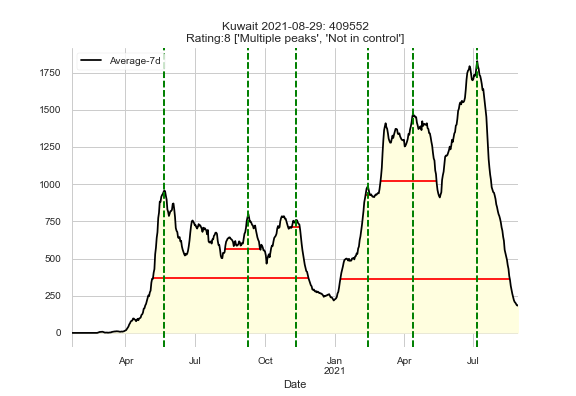 Kuwait 2021-08-29: 409552
Rating:8 ['Multiple peaks', 'Not in control']
Average-7d
1750
1500
1250
1000
750
500
250
0
Apr
Jul
Oct
Jan
2021
Apr
Jul
Date